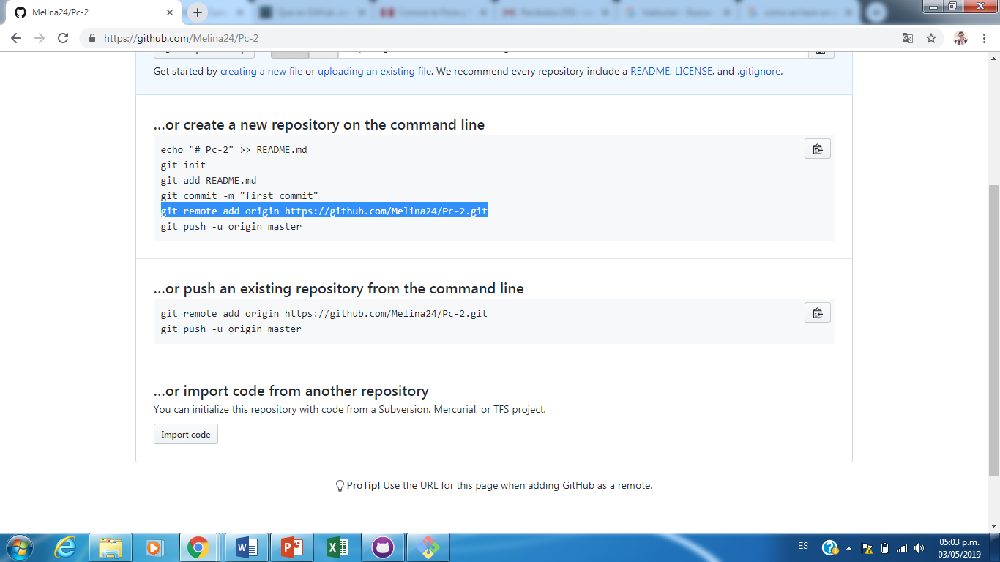 Melina24/Pc-2
https://github.com/Melina24/Pc-2
Get started by creating a new file or uploading an existing file. We recommend every repository include a README, LICENSE, and .gitignore.
...or create a new repository on the command line
echo "# Pc-2" >> README.md
git init
git add README.md
git commit -m "first commit"
git remote add origin https://github.com/Melina24/Pc-2.git
git push -u origin master
...or push an existing repository from the command line
git remote add origin https://github.com/Melina24/Pc-2.git
git push -u origin master
...or import code from another repository
You can initialize this repository with code from a Subversion, Mercurial, or TFS project.
Import code
ProTip! Use the URL for this page when adding GitHub as a remote.
ES
05:03 p.m.
03/05/2019